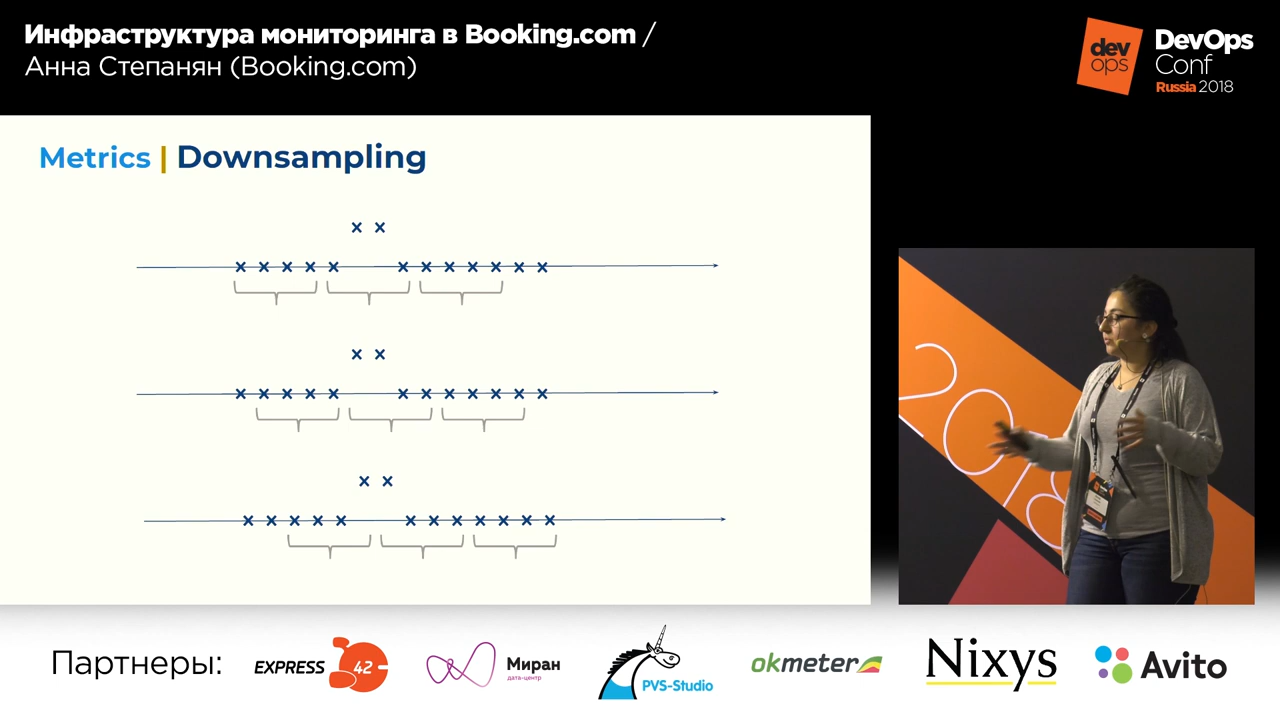 Инфраструктура мониторинга в Booking.com /
Анна Степанян (Booking.com)
dev
ops
DevOps
Conf
Russia 2018
Metrics | Downsampling
2018
Партнеры:
EXPRESS 42
Миран
дата-центр
PVS-Studio
okmeter
Nixys
Avito